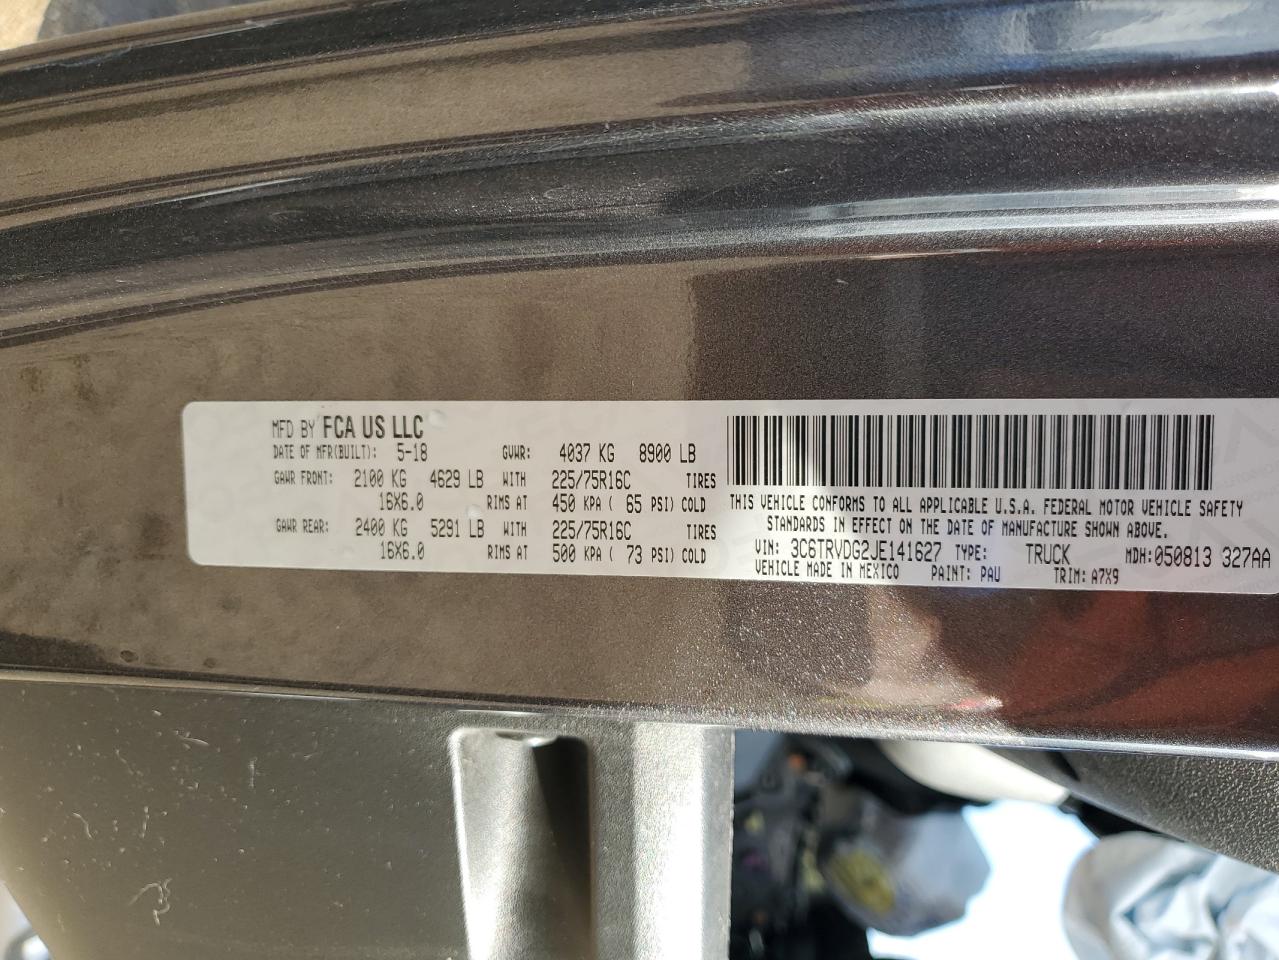 MFD BY FCA US LLC
DATE OF MFR(BUILT): 5-18 GVWR: 4037 KG 8900 LB
GAWR FRONT: 2100 KG 4629 LB WITH 225/75R16C TIRES
16X6.0 RIMS AT 450 KPA ( 65 PSI) COLD
GAWR REAR: 2400 KG 5291 LB WITH 225/75R16C TIRES
16X6.0 RIMS AT 500 KPA ( 73 PSI) COLD
THIS VEHICLE CONFORMS TO ALL APPLICABLE U.S.A. FEDERAL MOTOR VEHICLE SAFETY
STANDARDS IN EFFECT ON THE DATE OF MANUFACTURE SHOWN ABOVE.
VIN: 3C6TRVDG2JE141627 TYPE: TRUCK MDH:050813 327AA
VEHICLE MADE IN MEXICO PAINT: PAU TRIM: A7X9